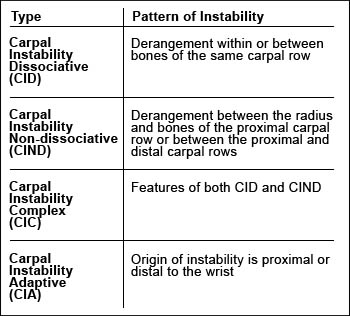 Type Pattern of Instability
Carpal Instability Dissociative (CID)
Derangement within or between
bones of the same carpal row
Carpal
Instability
Non-dissociative
(CIND)
Derangement between the radius
and bones of the proximal carpal
row or between the proximal and
distal carpal rows
Carpal
Instability
Complex
(CIC)
Features of both CID and CIND
Carpal
Instability
Adaptive
(CIA)
Origin of instability is proximal or
distal to the wrist